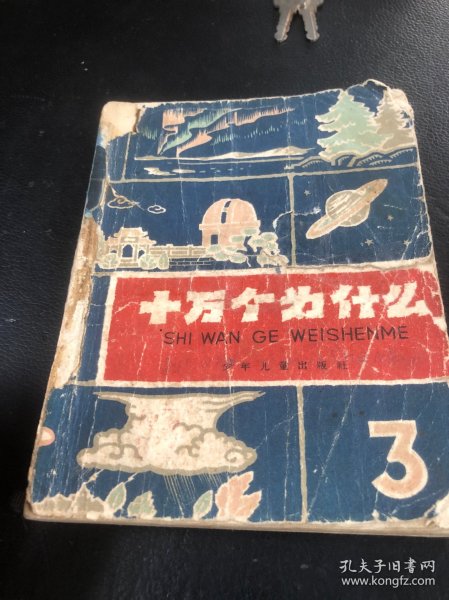 十万个为什么
SHI WAN GE WEISHENME
少年儿童出版社
3
孔夫子旧书网
www.kongfz.com